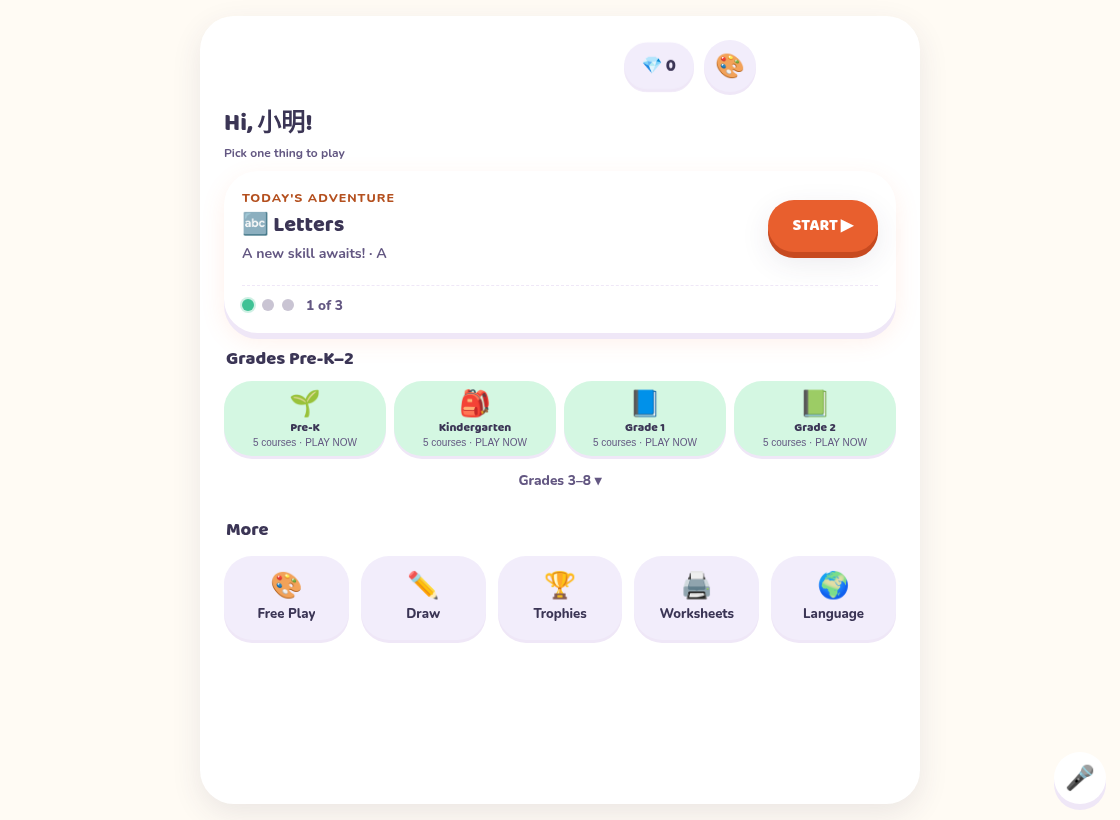 💎 0 🎨
Hi, 小明!
Pick one thing to play
TODAY'S ADVENTURE
🔤 Letters
A new skill awaits! · A
START ▶
1 of 3
Grades Pre-K–2
Pre-K
5 courses · PLAY NOW
Kindergarten
5 courses · PLAY NOW
Grade 1
5 courses · PLAY NOW
Grade 2
5 courses · PLAY NOW
Grades 3–8 ▾
More
Free Play
Draw
Trophies
Worksheets
Language